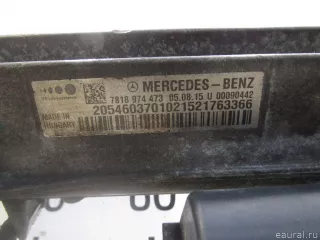 MERCEDES-BENZ
7818 974 473 05.08.15 U 00090442
2054603701021521763366
MADE IN
HUNGARY
© eaural.ru